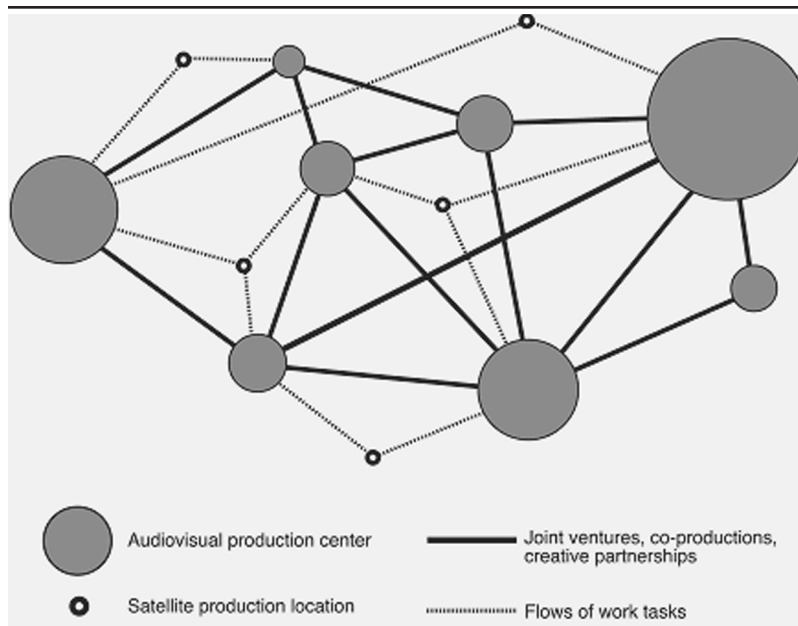 Audiovisual production center
Joint ventures, co-productions,
creative partnerships
Satellite production location
Flows of work tasks